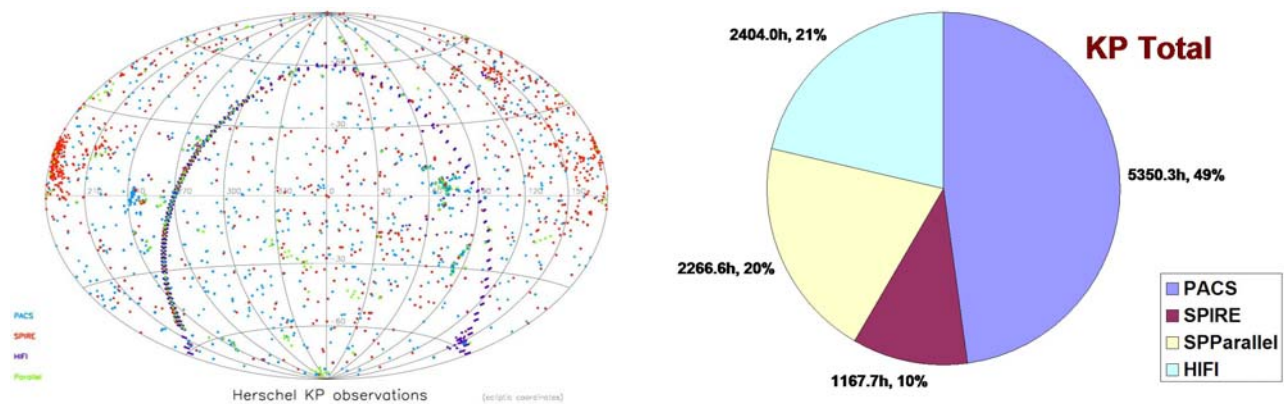 PACS
SPIRE
HIFI
Parallel
Herschel KP observations
(ecliptic coordinates)
KP Total
2404.0h, 21%
5350.3h, 49%
2266.6h, 20%
1167.7h, 10%
PACS
SPIRE
SPParallel
HIFI